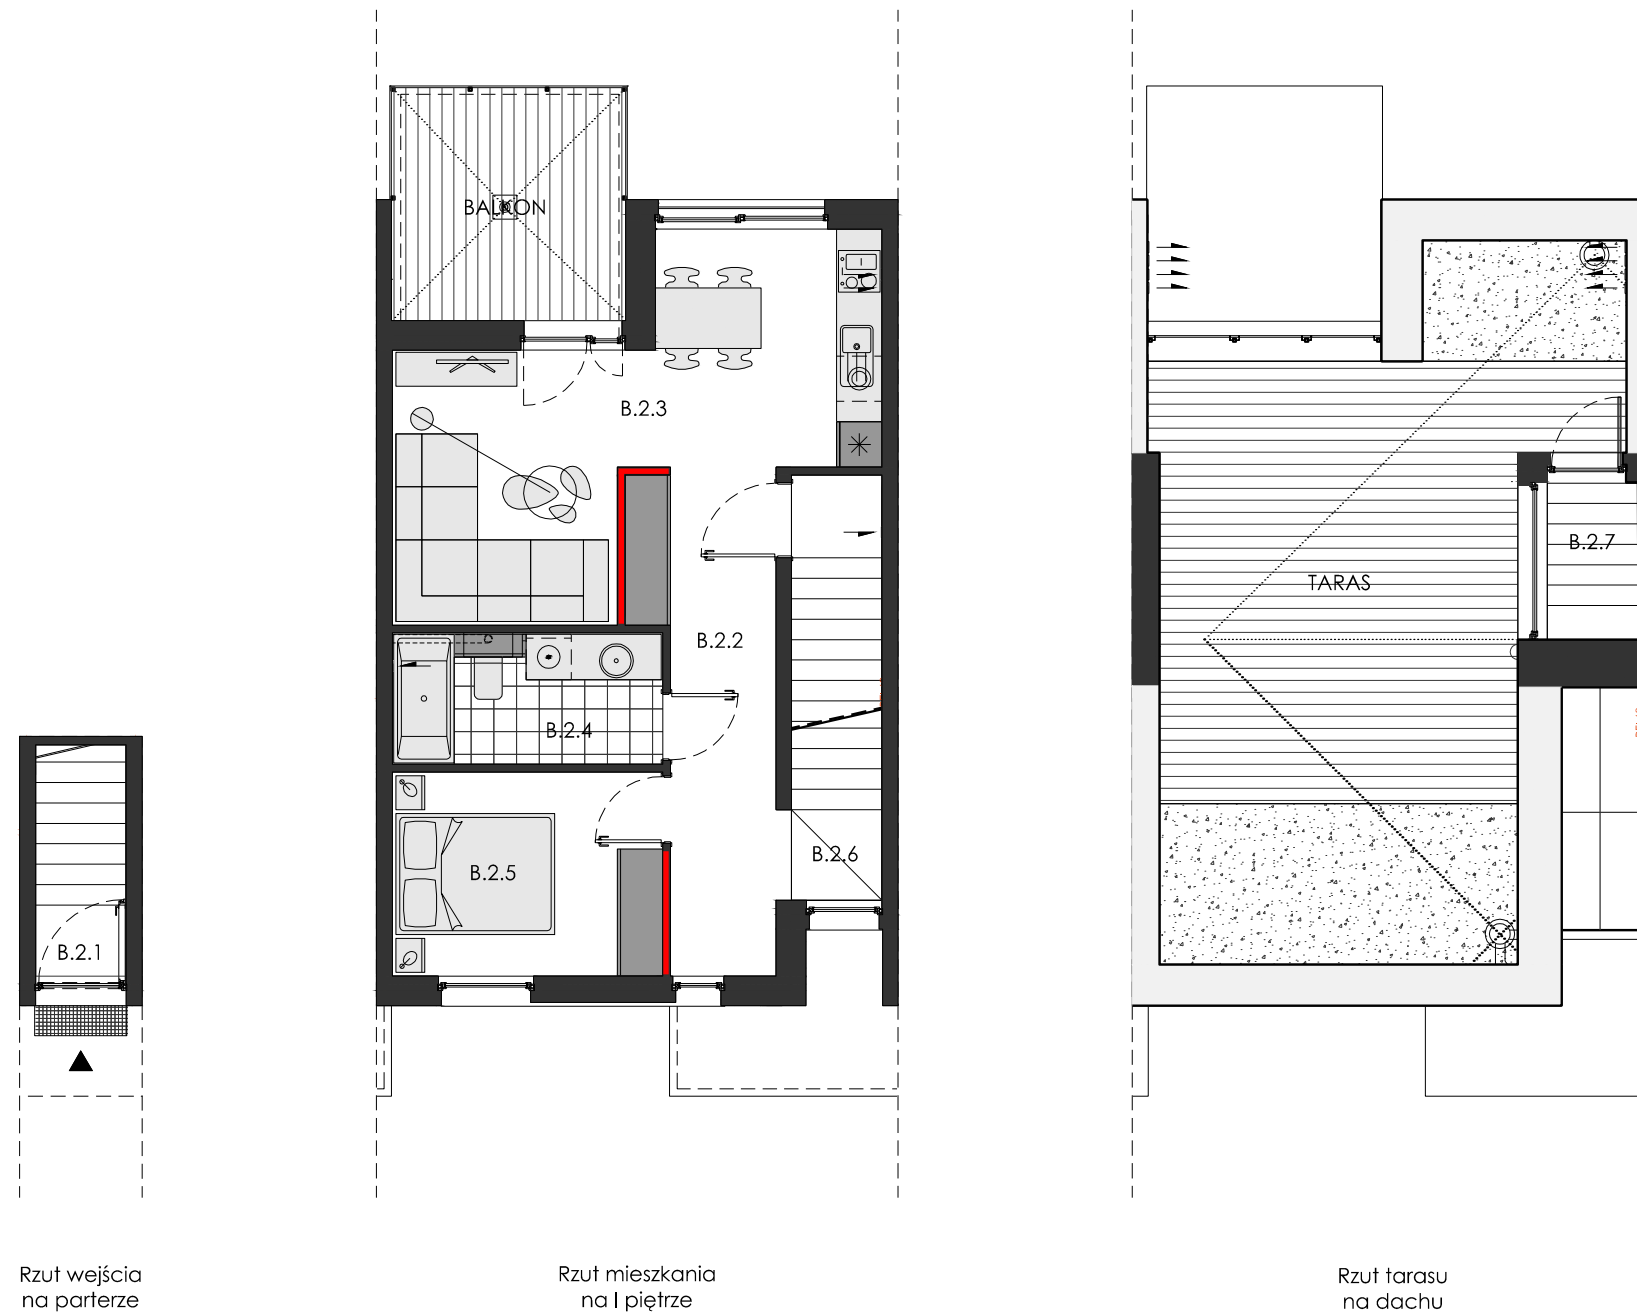 BALKON
B.2.3
B.2.2
B.2.4
B.2.5
B.2.6
B.2.1
B.2.7
TARAS
Rzut wejścia
na parterze
Rzut mieszkania
na I piętrze
Rzut tarasu
na dachu